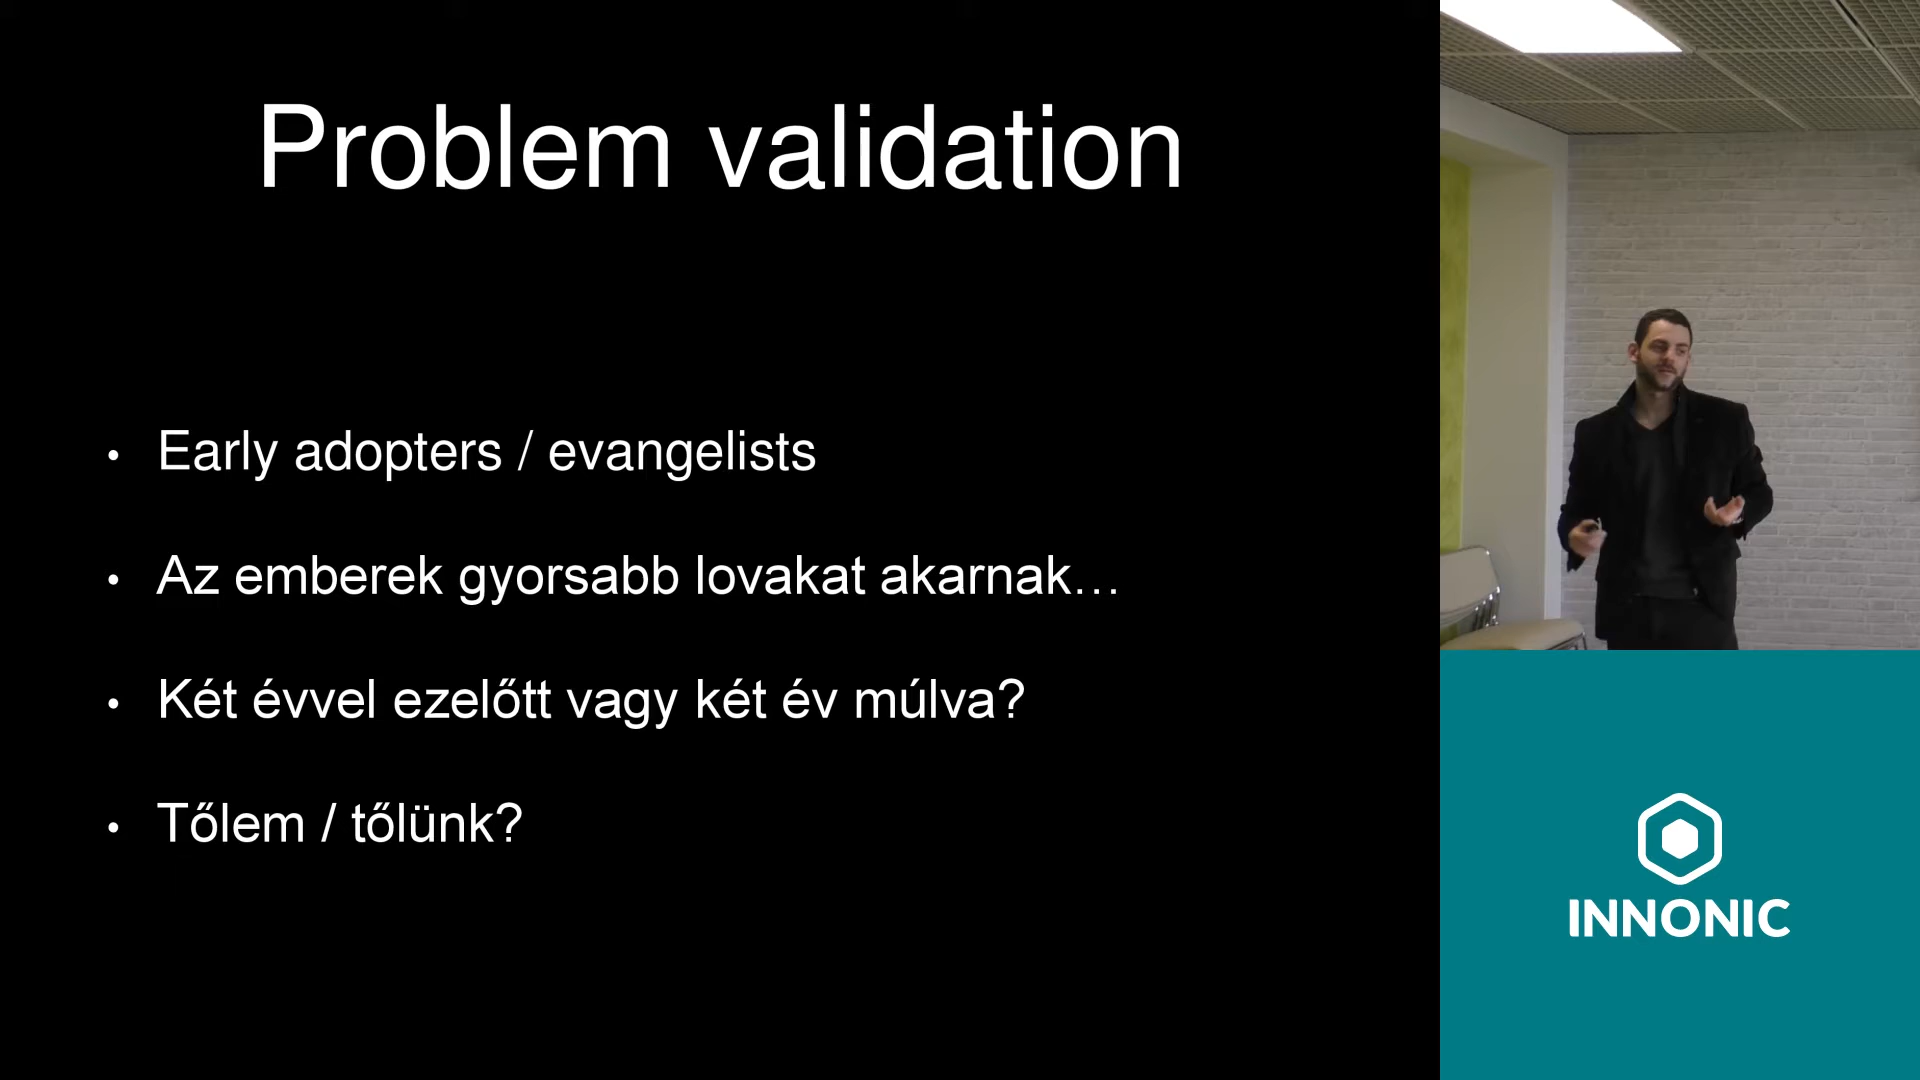 Problem validation
• Early adopters / evangelists
• Az emberek gyorsabb lovakat akarnak…
• Két évvel ezelőtt vagy két év múlva?
• Tőlem / tőlünk?
INNONIC